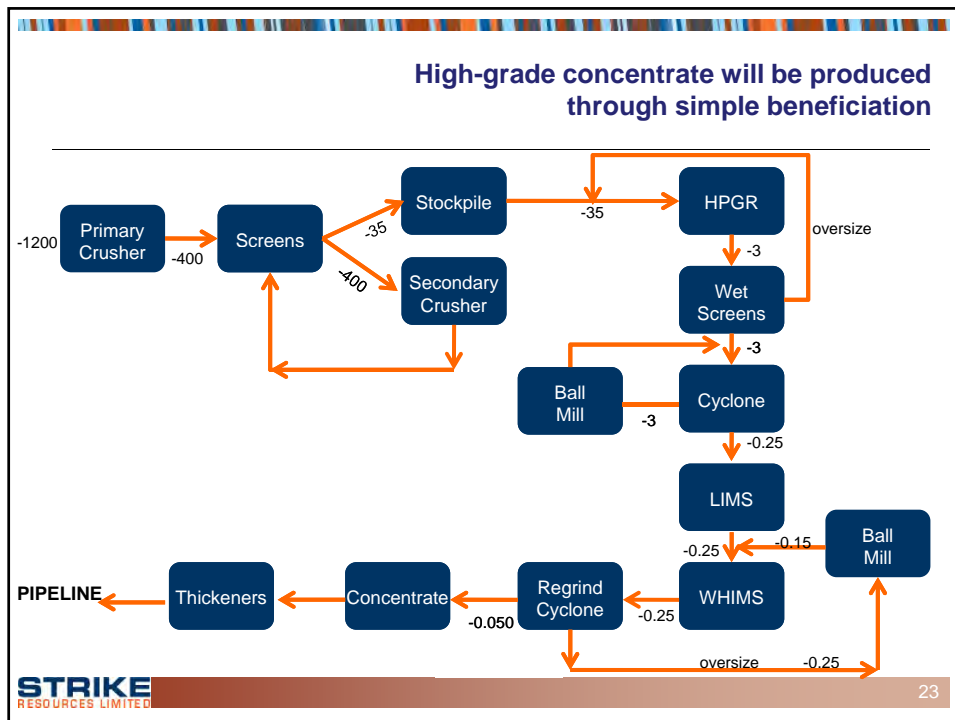 High-grade concentrate will be produced
through simple beneficiation
-1200
Primary
Crusher
-400
Screens
-35
-400
Stockpile
Secondary
Crusher
-35
HPGR
oversize
-3
Wet
Screens
-3
Ball
Mill
-3
Cyclone
-0.25
LIMS
-0.25
-0.15
Ball
Mill
PIPELINE
Thickeners
Concentrate
-0.050
Regrind
Cyclone
-0.25
WHIMS
oversize
-0.25
STRIKE
RESOURCES LIMITED
23